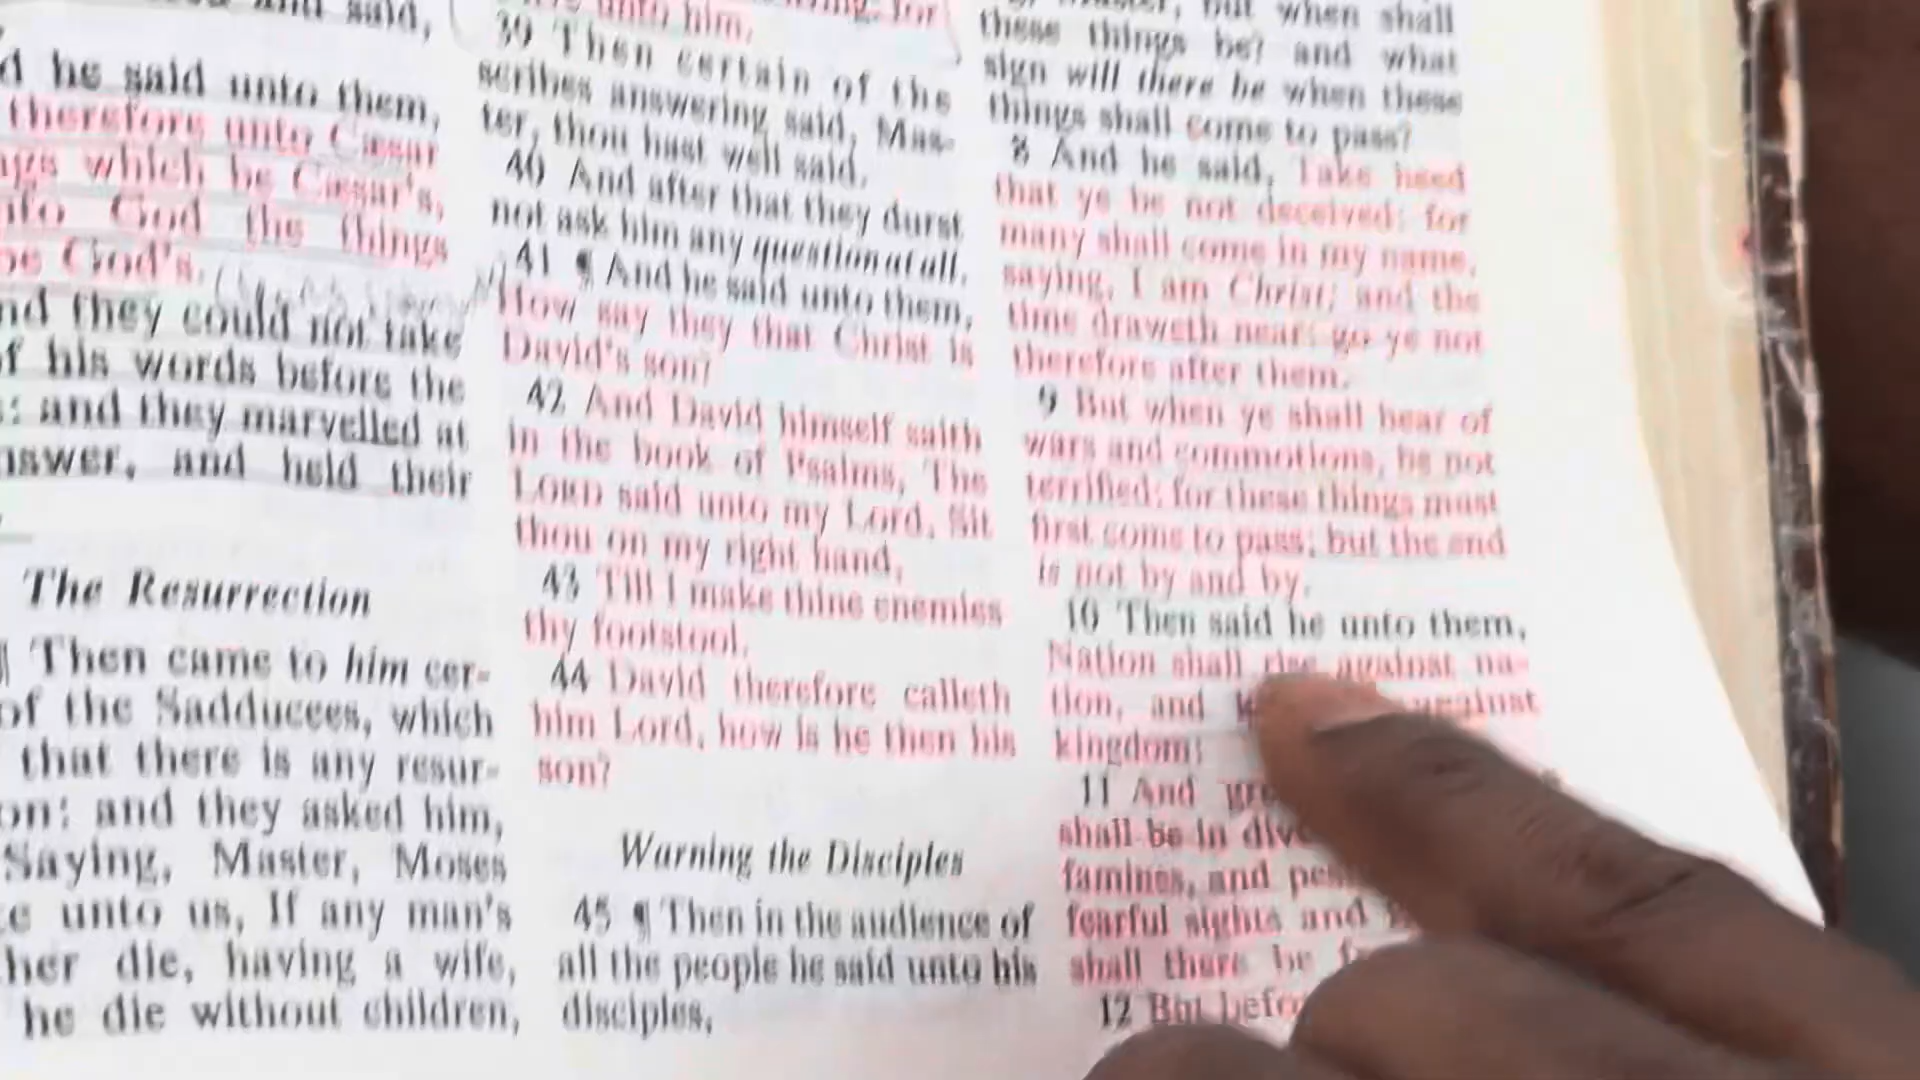 and said,
d he said unto them,
therefore unto Cæsar
ngs which be Cæsar's,
nto God the things
be God's.
nd they could not take
of his words before the
: and they marvelled at
nswer, and held their
The Resurrection
¶ Then came to him cer-
of the Sadducees, which
that there is any resur-
on: and they asked him,
Saying, Master, Moses
e unto us, If any man's
her die, having a wife,
he die without children,
unto him.
39 Then certain of the
scribes answering said, Mas-
ter, thou hast well said.
40 And after that they durst
not ask him any question at all.
41 ¶ And he said unto them,
How say they that Christ is
David's son?
42 And David himself saith
in the book of Psalms, The
LORD said unto my Lord, Sit
thou on my right hand,
43 Till I make thine enemies
thy footstool.
44 David therefore calleth
him Lord, how is he then his
son?
Warning the Disciples
45 ¶ Then in the audience of
all the people he said unto his
disciples,
but when shall
these things be? and what
sign will there be when these
things shall come to pass?
8 And he said, Take heed
that ye be not deceived: for
many shall come in my name,
saying, I am Christ; and the
time draweth near: go ye not
therefore after them.
9 But when ye shall hear of
wars and commotions, be not
terrified: for these things must
first come to pass; but the end
is not by and by.
10 Then said he unto them,
Nation shall rise against na-
tion, and against
kingdom:
11 And gre
shall be in dive
famines, and pes
fearful sights and
shall there be
12 But befo